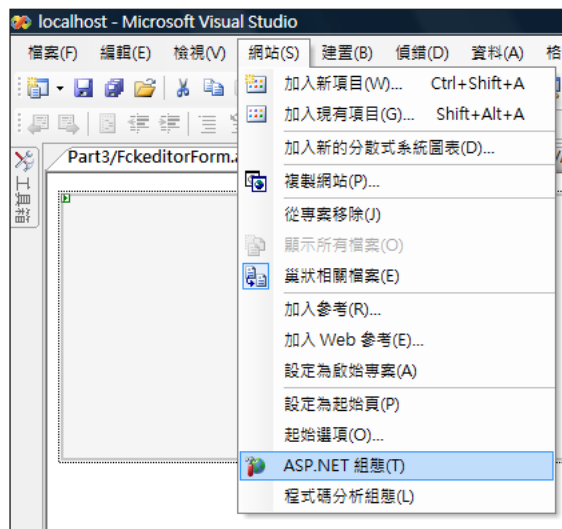 localhost - Microsoft Visual Studio
檔案(F) 編輯(E) 檢視(V) 網站(S) 建置(B) 偵錯(D) 資料(A) 格
加入新項目(W)... Ctrl+Shift+A
加入現有項目(G)... Shift+Alt+A
加入新的分散式系統圖表(D)...
Part3/FckeditorForm.a
工具箱
複製網站(P)...
從專案移除(J)
顯示所有檔案(O)
巢狀相關檔案(E)
加入參考(R)...
加入 Web 參考(E)...
設定為啟始專案(A)
設定為起始頁(P)
起始選項(O)...
ASP.NET 組態(T)
程式碼分析組態(L)